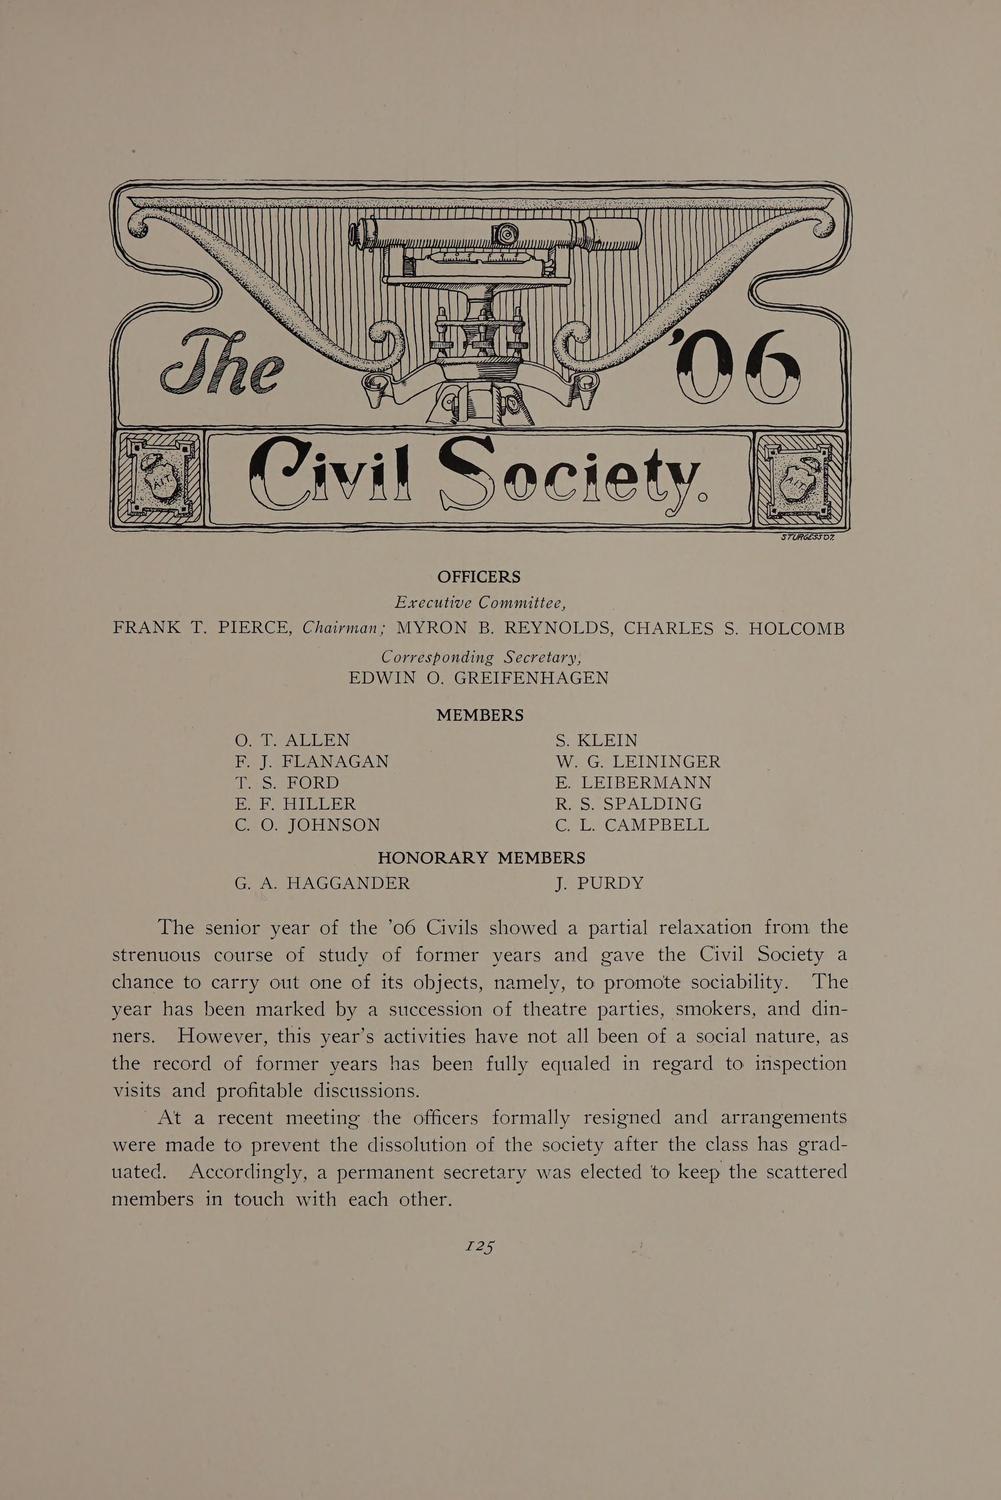 The '06
Civil Society.
AIT
AIT
STURGESS 07.
OFFICERS
Executive Committee,
FRANK T. PIERCE, Chairman; MYRON B. REYNOLDS, CHARLES S. HOLCOMB
Corresponding Secretary,
EDWIN O. GREIFENHAGEN
MEMBERS
O. T. ALLEN
F. J. FLANAGAN
T. S. FORD
E. F. HILLER
C. O. JOHNSON
S. KLEIN
W. G. LEININGER
E. LEIBERMANN
R. S. SPALDING
C. L. CAMPBELL
HONORARY MEMBERS
G. A. HAGGANDER
J. PURDY
The senior year of the '06 Civils showed a partial relaxation from the
strenuous course of study of former years and gave the Civil Society a
chance to carry out one of its objects, namely, to promote sociability. The
year has been marked by a succession of theatre parties, smokers, and din-
ners. However, this year's activities have not all been of a social nature, as
the record of former years has been fully equaled in regard to inspection
visits and profitable discussions.
At a recent meeting the officers formally resigned and arrangements
were made to prevent the dissolution of the society after the class has grad-
uated. Accordingly, a permanent secretary was elected to keep the scattered
members in touch with each other.
125